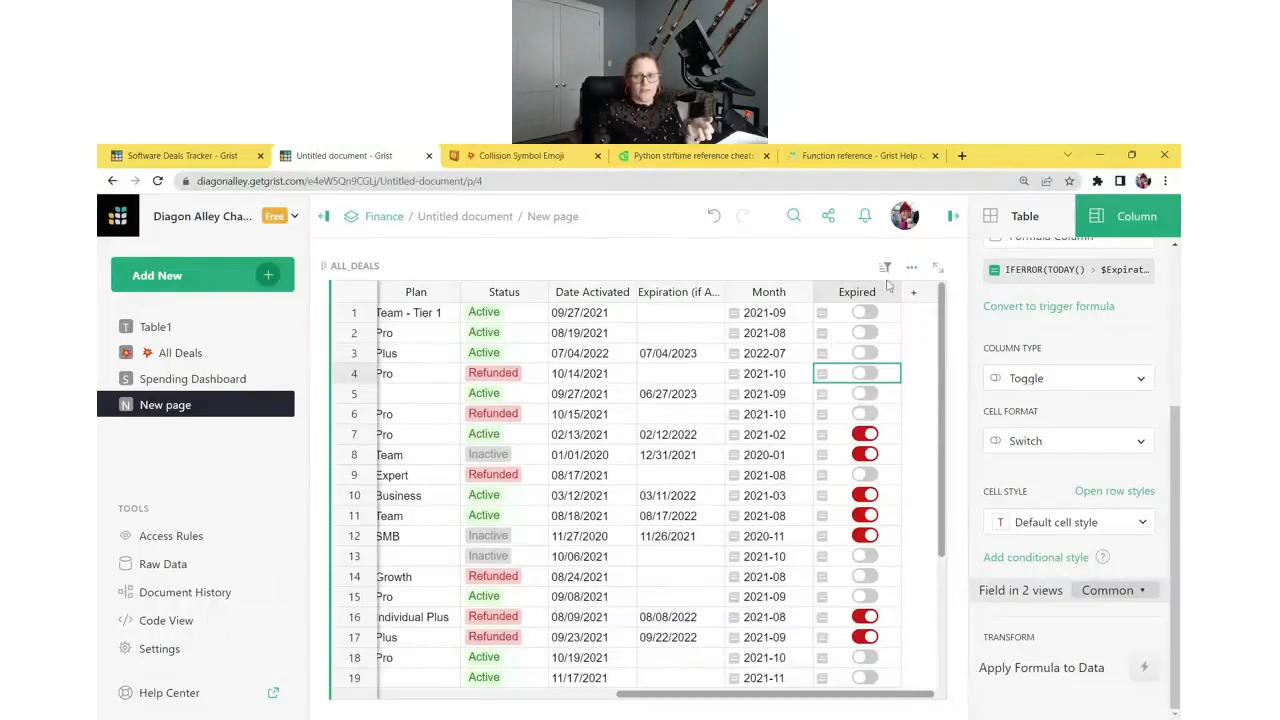 Software Deals Tracker - Grist
Untitled document - Grist
Collision Symbol Emoji
Python strftime reference cheats
Function reference - Grist Help
diagonalley.getgrist.com/e4eW5Qn9CGLj/Untitled-document/p/4
Diagon Alley Cha... Free
Finance / Untitled document / New page
Table
Column
Add New
Table1
All Deals
Spending Dashboard
N New page
TOOLS
Access Rules
Raw Data
Document History
Code View
Settings
Help Center
ALL_DEALS
Plan Status Date Activated Expiration (if A... Month Expired +
1 Team - Tier 1 Active 09/27/2021 2021-09
2 Pro Active 08/19/2021 2021-08
3 Plus Active 07/04/2022 07/04/2023 2022-07
4 Pro Refunded 10/14/2021 2021-10
5 Active 09/27/2021 06/27/2023 2021-09
6 Pro Refunded 10/15/2021 2021-10
7 Pro Active 02/13/2021 02/12/2022 2021-02
8 Team Inactive 01/01/2020 12/31/2021 2020-01
9 Expert Refunded 08/17/2021 2021-08
10 Business Active 03/12/2021 03/11/2022 2021-03
11 Team Active 08/18/2021 08/17/2022 2021-08
12 SMB Inactive 11/27/2020 11/26/2021 2020-11
13 Inactive 10/06/2021 2021-10
14 Growth Refunded 08/24/2021 2021-08
15 Pro Active 09/08/2021 2021-09
16 Individual Plus Refunded 08/09/2021 08/08/2022 2021-08
17 Plus Refunded 09/23/2021 09/22/2022 2021-09
18 Pro Active 10/19/2021 2021-10
19 Active 11/17/2021 2021-11
IFERROR(TODAY() > $Expirat...
Convert to trigger formula
COLUMN TYPE
Toggle
CELL FORMAT
Switch
CELL STYLE Open row styles
T Default cell style
Add conditional style ?
Field in 2 views Common
TRANSFORM
Apply Formula to Data